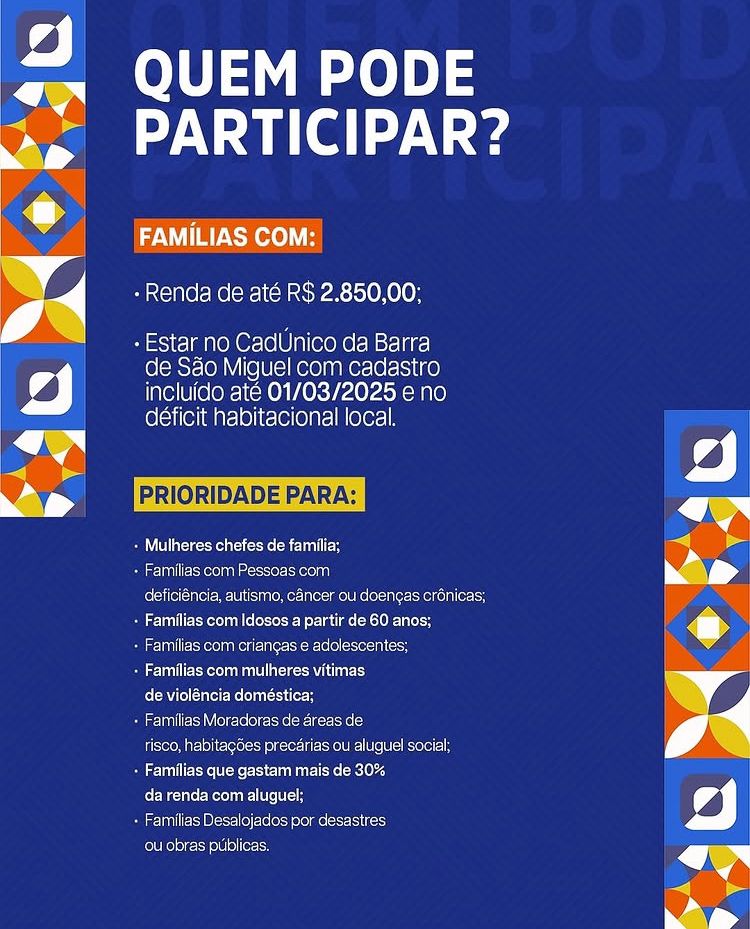 QUEM PODE
PARTICIPAR?
FAMÍLIAS COM:
• Renda de até R$ 2.850,00;
• Estar no CadÚnico da Barra
de São Miguel com cadastro
incluído até 01/03/2025 e no
déficit habitacional local.
PRIORIDADE PARA:
• Mulheres chefes de família;
• Famílias com Pessoas com
deficiência, autismo, câncer ou doenças crônicas;
• Famílias com Idosos a partir de 60 anos;
• Famílias com crianças e adolescentes;
• Famílias com mulheres vítimas
de violência doméstica;
• Famílias Moradoras de áreas de
risco, habitações precárias ou aluguel social;
• Famílias que gastam mais de 30%
da renda com aluguel;
• Famílias Desalojados por desastres
ou obras públicas.